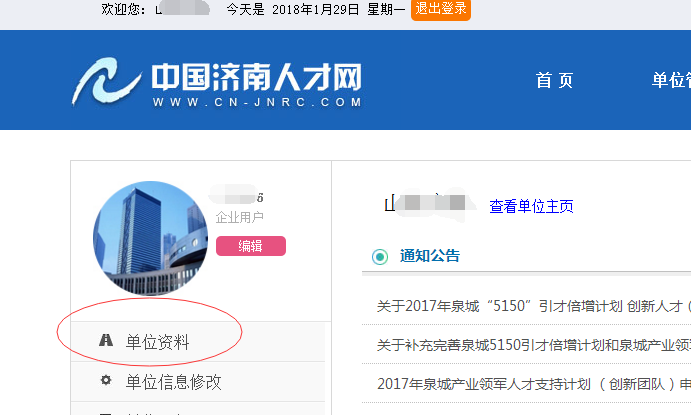 欢迎您：山 今天是 2018年1月29日 星期一 退出登录
中国济南人才网
WWW.CN-JNRC.COM
首 页 单位
6
企业用户
编辑
山 查看单位主页
通知公告
关于2017年泉城“5150”引才倍增计划 创新人才（
关于补充完善泉城5150引才倍增计划和泉城产业领
2017年泉城产业领军人才支持计划 （ 创新团队 ）申
单位资料
单位信息修改